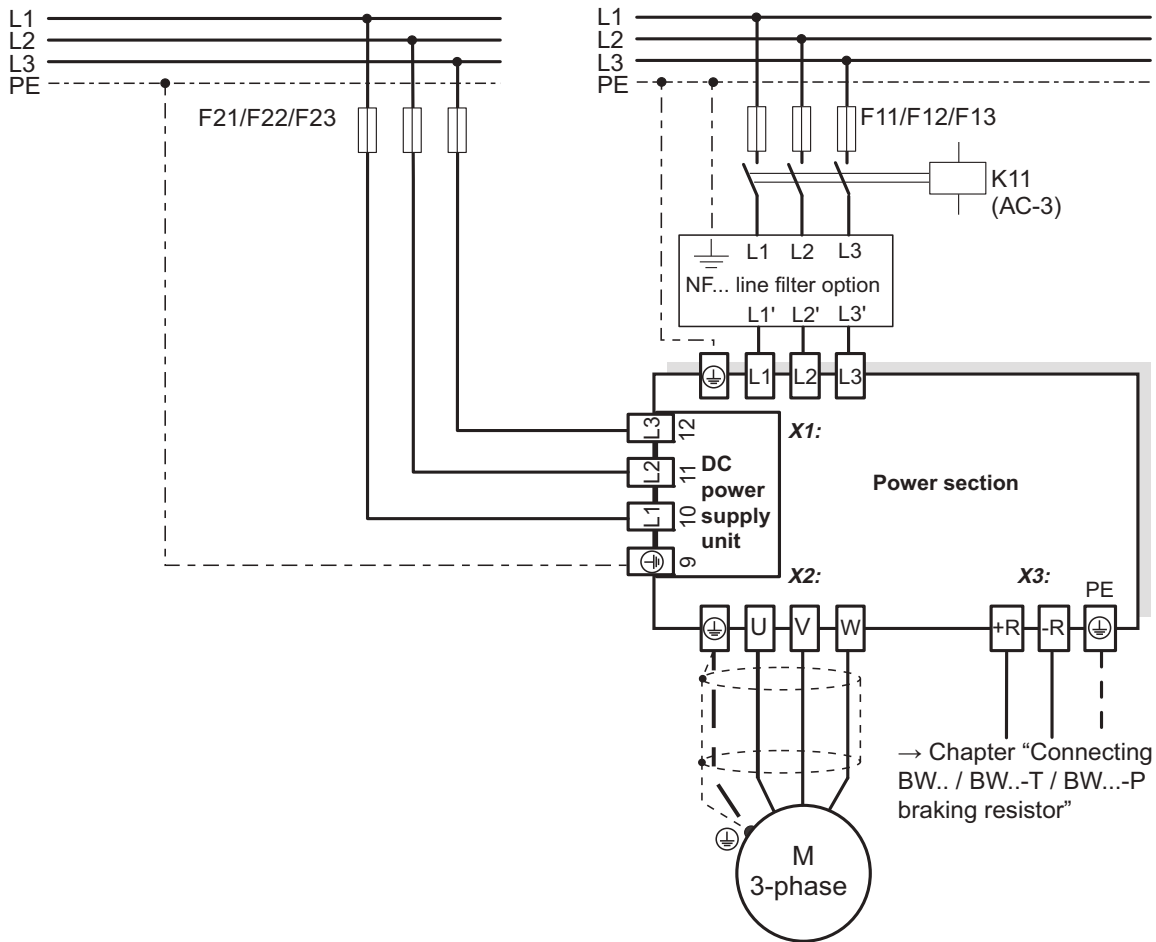 L1
L2
L3
PE
F21/F22/F23
L1
L2
L3
PE
F11/F12/F13
K11
(AC-3)
L1 L2 L3
NF... line filter option
L1' L2' L3'
L1 L2 L3
X1:
L3 12
L2 11
L1 10
9
DC
power
supply
unit
Power section
X2:
X3:
PE
U V W
+R -R
→ Chapter “Connecting
BW.. / BW..-T / BW...-P
braking resistor”
M
3-phase